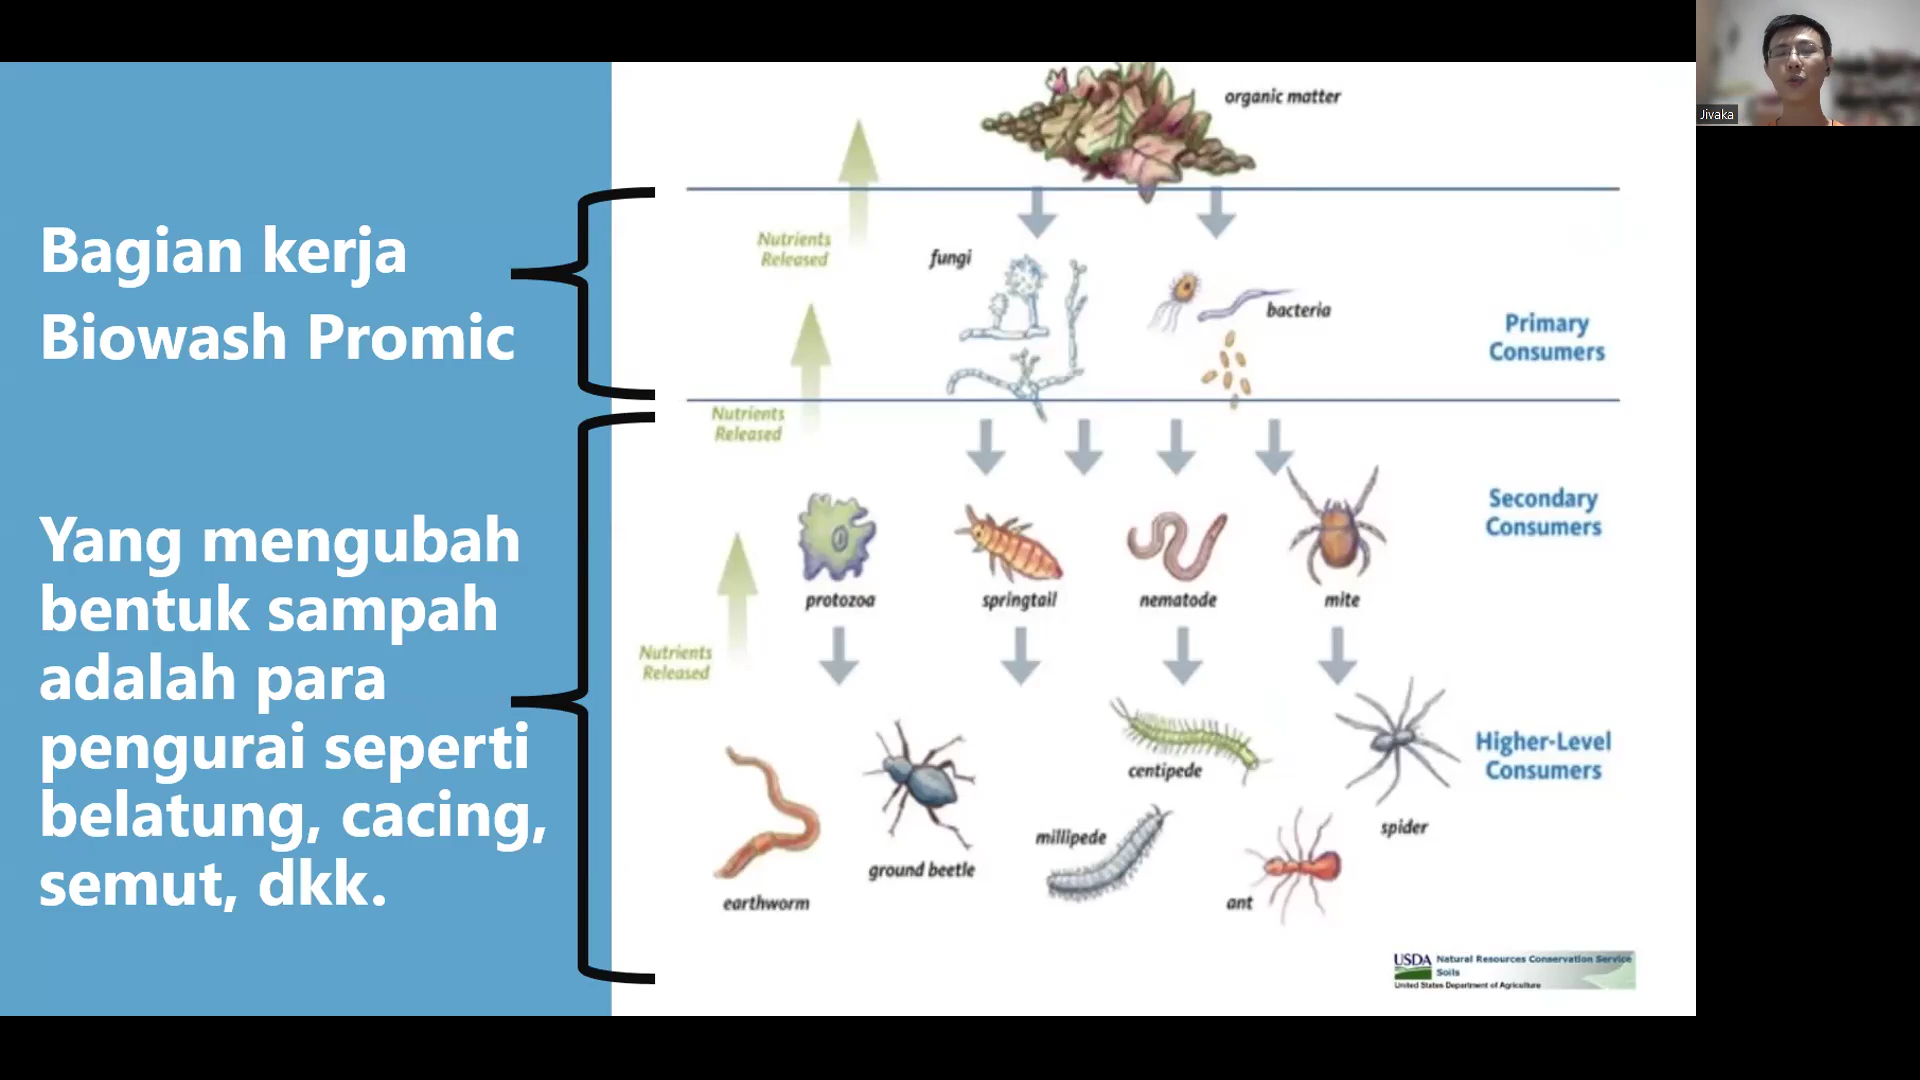 Bagian kerja
Biowash Promic
Yang mengubah
bentuk sampah
adalah para
pengurai seperti
belatung, cacing,
semut, dkk.
organic matter
Nutrients
Released
fungi
bacteria
Primary
Consumers
Nutrients
Released
Secondary
Consumers
protozoa
springtail
nematode
mite
Nutrients
Released
centipede
Higher-Level
Consumers
spider
millipede
ground beetle
earthworm
ant
USDA Natural Resources Conservation Service
Soils
United States Department of Agriculture
Jivaka